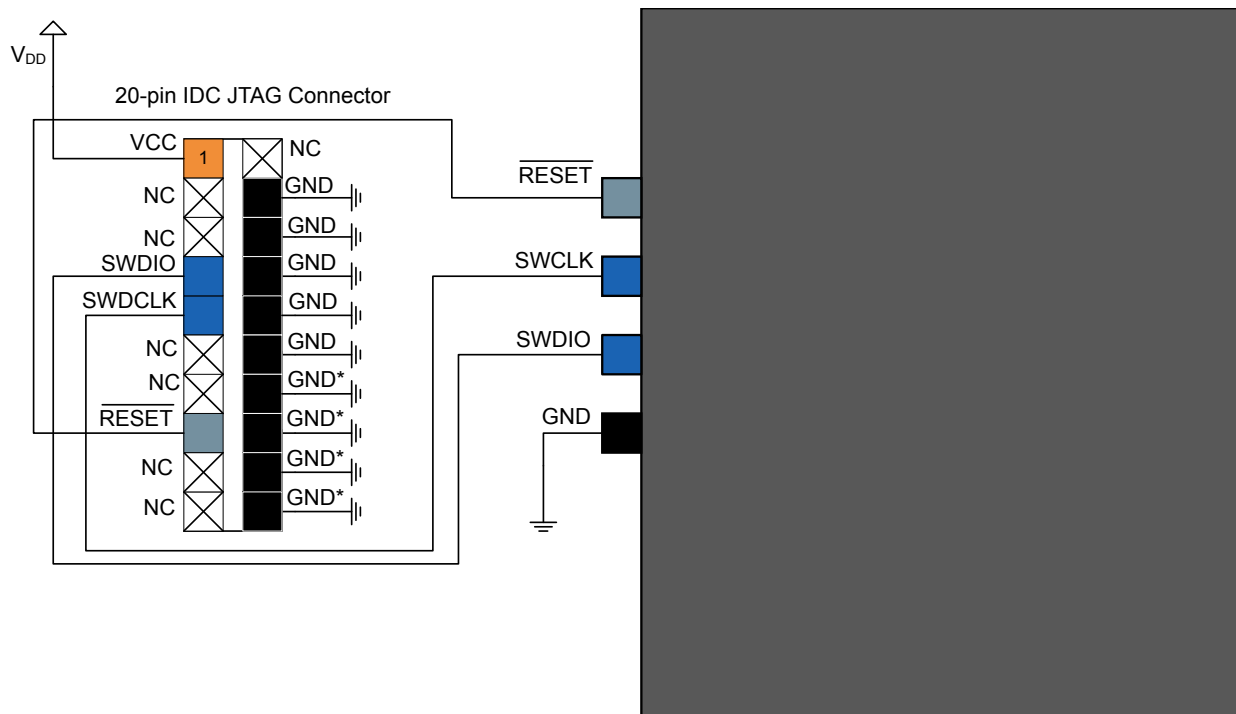 VDD
20-pin IDC JTAG Connector
VCC
1
NC
NC
GND
NC
GND
SWDIO
GND
SWDCLK
GND
NC
GND
NC
GND*
RESET
GND*
NC
GND*
NC
GND*
RESET
SWCLK
SWDIO
GND